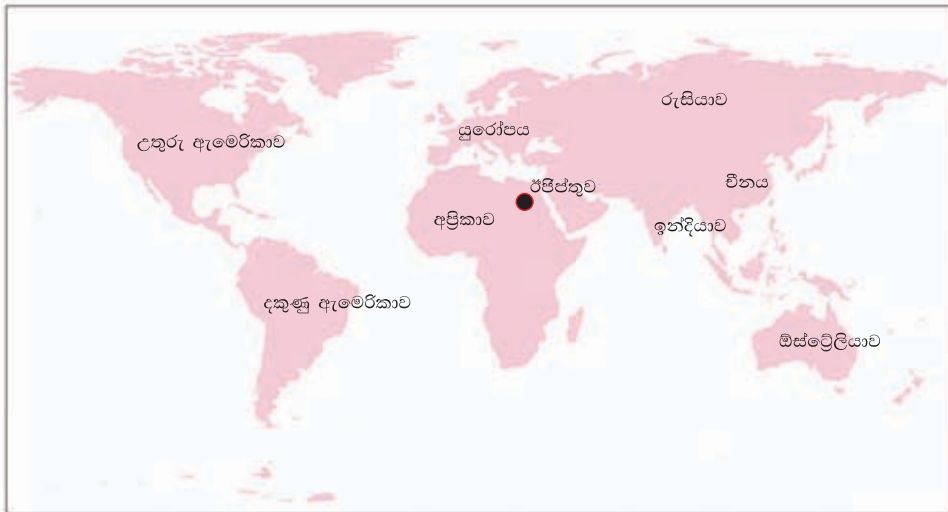 රුසියාව
යුරෝපය
උතුරු ඇමෙරිකාව
චීනය
ඊජිප්තුව
අප්‍රිකාව
ඉන්දියාව
දකුණු ඇමෙරිකාව
ඕස්ට්‍රේලියාව